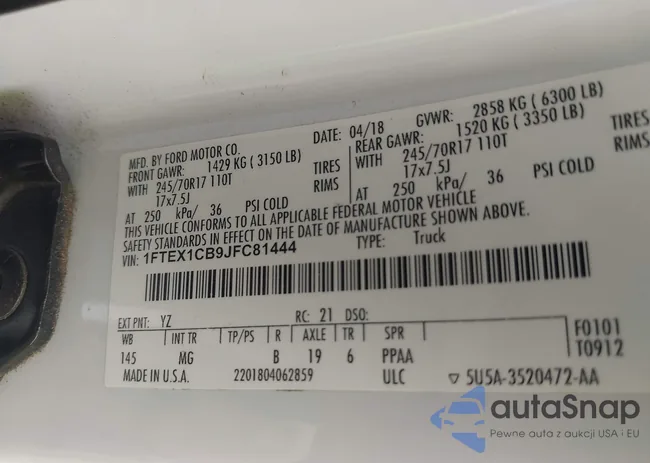 MFD. BY FORD MOTOR CO. DATE: 04/18 GVWR: 2858 KG ( 6300 LB)
FRONT GAWR: 1429 KG ( 3150 LB) REAR GAWR: 1520 KG ( 3350 LB)
WITH 245/70R17 110T TIRES WITH 245/70R17 110T TIRES
17x7.5J RIMS 17x7.5J RIMS
AT 250 kPa/ 36 PSI COLD AT 250 kPa/ 36 PSI COLD
THIS VEHICLE CONFORMS TO ALL APPLICABLE FEDERAL MOTOR VEHICLE
SAFETY STANDARDS IN EFFECT ON THE DATE OF MANUFACTURE SHOWN ABOVE.
VIN: 1FTEX1CB9JFC81444 TYPE: Truck
EXT PNT: YZ RC: 21 DSO: F0101
WB INT TR TP/PS R AXLE TR SPR T0912
145 MG B 19 6 PPAA
MADE IN U.S.A. 2201804062859 ULC ▽ 5U5A-3520472-AA
autaSnap
Pewne auta z aukcji USA i EU